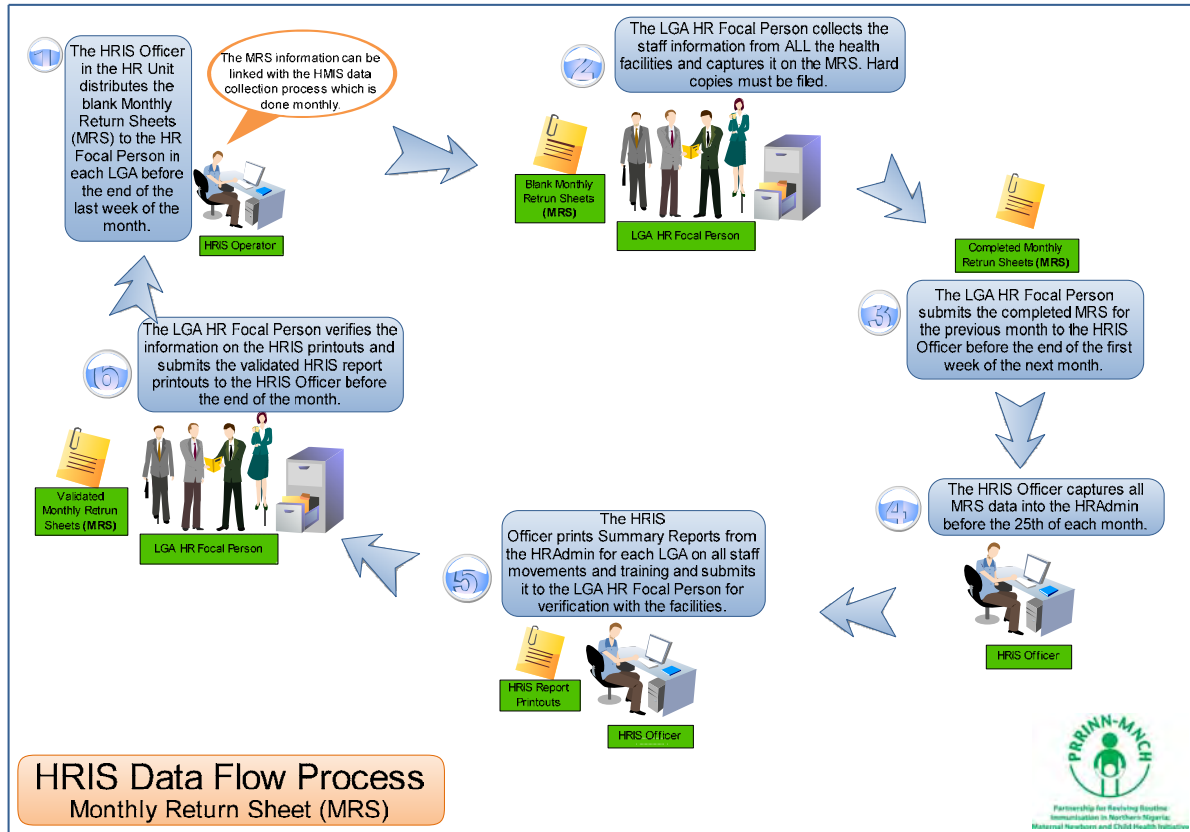 1
The HRIS Officer
in the HR Unit
distributes the
blank Monthly
Return Sheets
(MRS) to the HR
Focal Person in
each LGA before
the end of the
last week of the
month.
The MRS information can be
linked with the HMIS data
collection process which is
done monthly.
HRIS Operator
2
The LGA HR Focal Person collects the
staff information from ALL the health
facilities and captures it on the MRS. Hard
copies must be filed.
Blank Monthly
Retrun Sheets
(MRS)
LGA HR Focal Person
Completed Monthly
Retrun Sheets (MRS)
3
The LGA HR Focal Person
submits the completed MRS for
the previous month to the HRIS
Officer before the end of the first
week of the next month.
4
The HRIS Officer captures all
MRS data into the HRAdmin
before the 25th of each month.
HRIS Officer
5
The HRIS
Officer prints Summary Reports from
the HRAdmin for each LGA on all staff
movements and training and submits
it to the LGA HR Focal Person for
verification with the facilities.
HRIS Report
Printouts
HRIS Officer
6
The LGA HR Focal Person verifies the
information on the HRIS printouts and
submits the validated HRIS report
printouts to the HRIS Officer before
the end of the month.
Validated
Monthly Retrun
Sheets (MRS)
LGA HR Focal Person
HRIS Data Flow Process
Monthly Return Sheet (MRS)
PRRINN-MNCH
Partnership for Reviving Routine
Immunisation in Northern Nigeria;
Maternal Newborn and Child Health Initiative